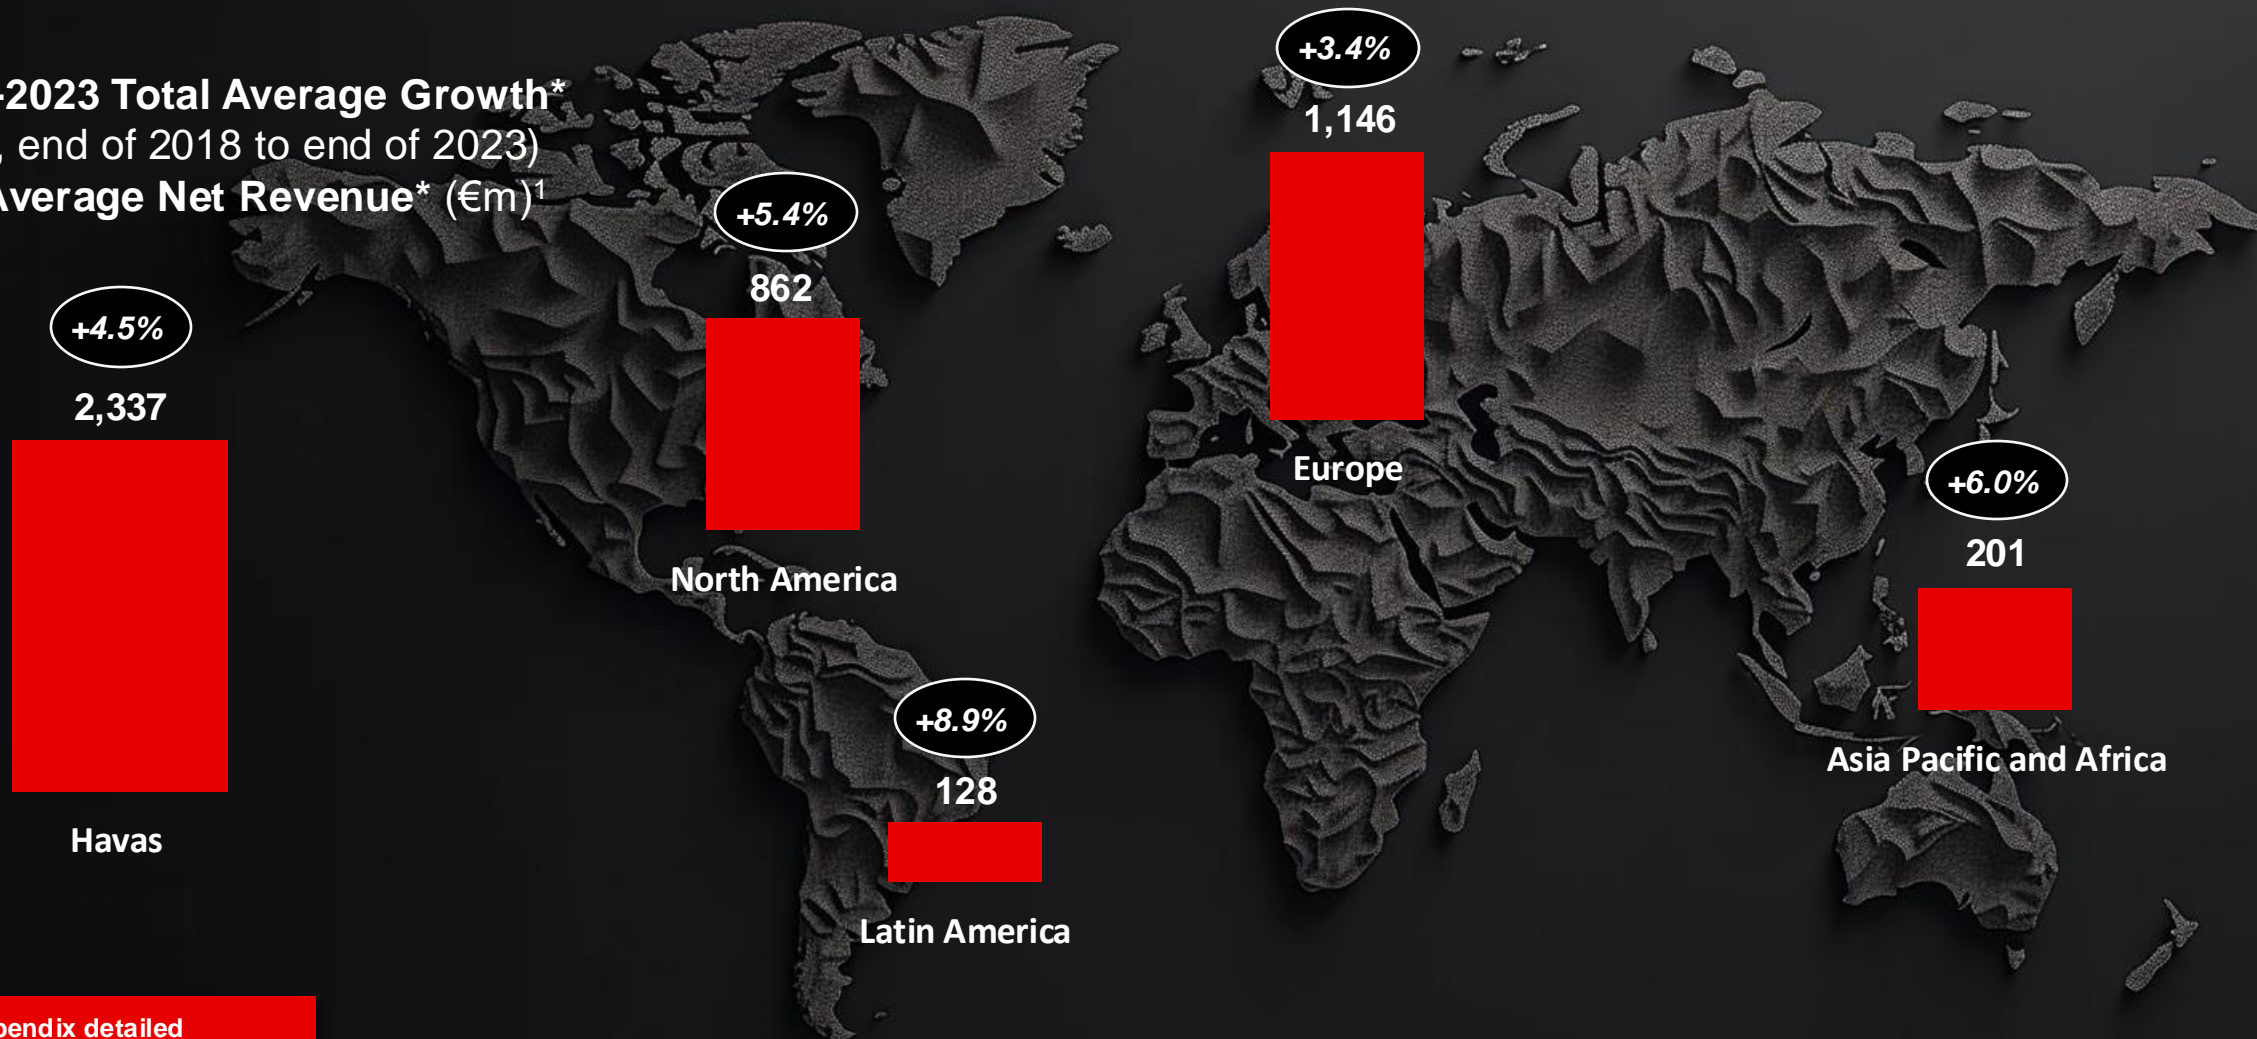 -2023 Total Average Growth*
, end of 2018 to end of 2023)
Average Net Revenue* (€m)¹
+4.5%
2,337
Havas
+5.4%
862
North America
+8.9%
128
Latin America
+3.4%
1,146
Europe
+6.0%
201
Asia Pacific and Africa
pendix detailed